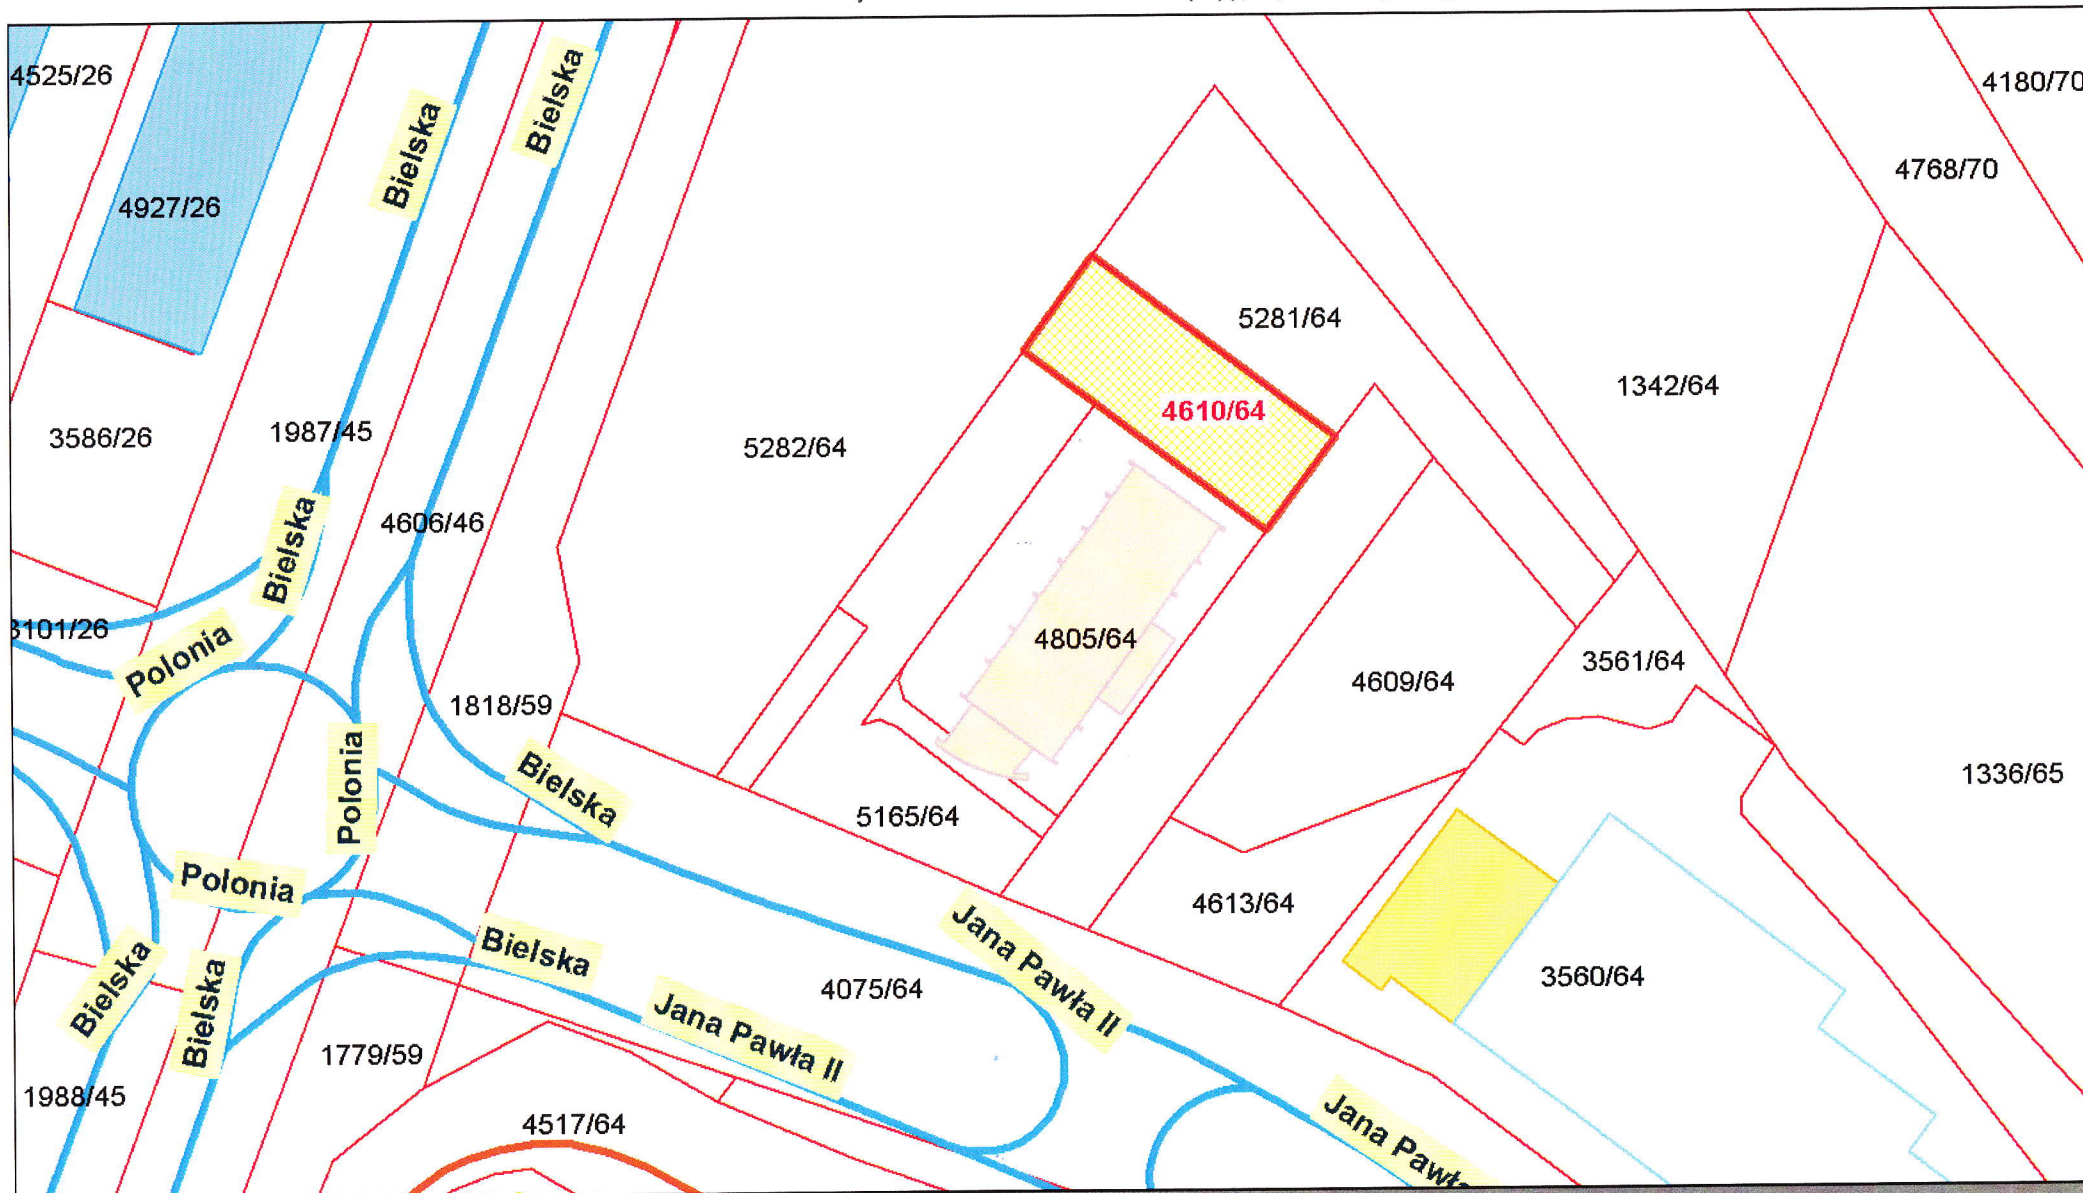 4525/26
Bielska
Bielska
4180/70
4768/70
4927/26
5281/64
1342/64
4610/64
3586/26
1987/45
5282/64
4606/46
Bielska
3101/26
Polonia
4805/64
3561/64
4609/64
1818/59
Polonia
Bielska
1336/65
5165/64
Polonia
4613/64
Jana Pawła II
Bielska
Bielska
Bielska
4075/64
3560/64
Jana Pawła II
1779/59
1988/45
4517/64
Jana Pawła